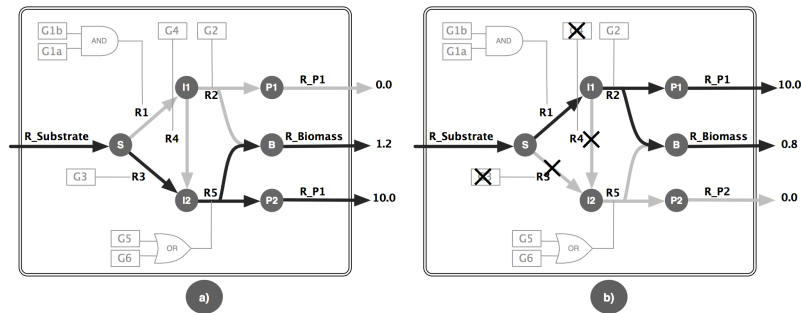 G1b
G1a
AND
G4
G2
I1
R2
P1
R_P1
0.0
R1
R4
R_Substrate
S
B
R_Biomass
1.2
G3
R3
R5
I2
P2
R_P1
10.0
G5
G6
OR
a)
G1b
G1a
AND
G2
I1
R2
P1
R_P1
10.0
R1
R4
R_Substrate
S
B
R_Biomass
0.8
R3
R5
I2
P2
R_P2
0.0
G5
G6
OR
b)